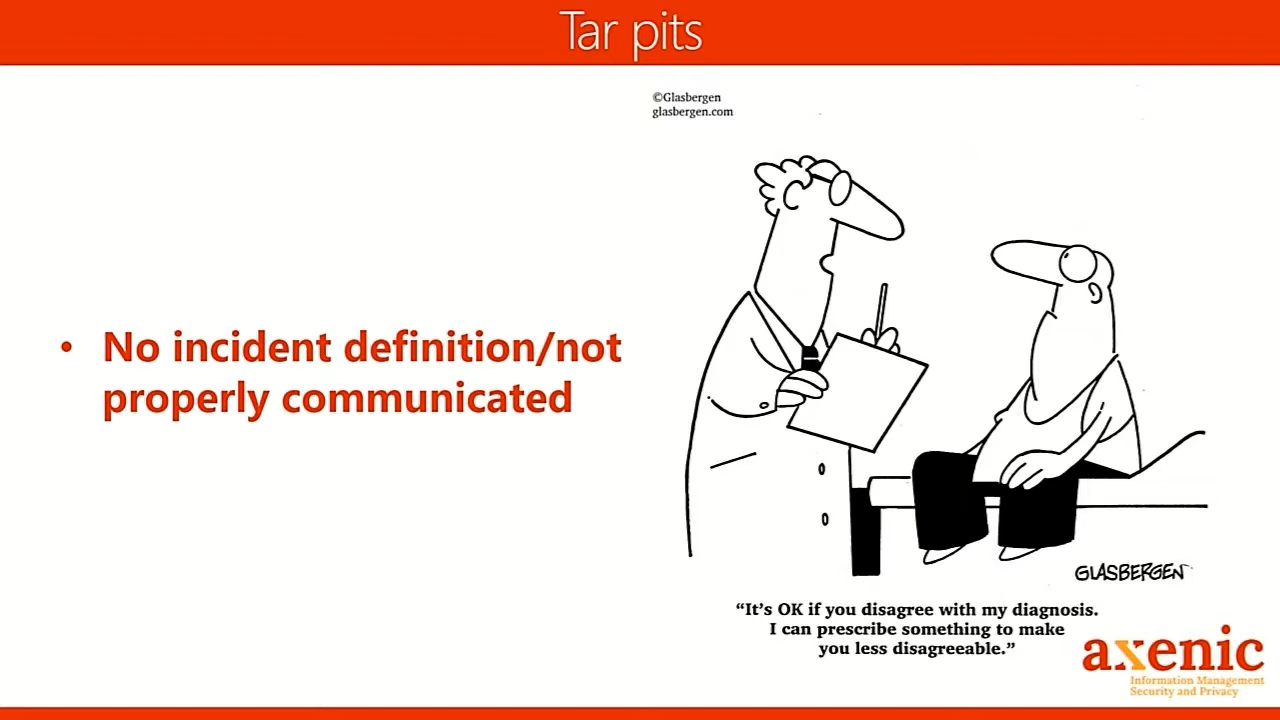 Tar pits
©Glasbergen
glasbergen.com
• No incident definition/not
properly communicated
GLASBERGEN
“It’s OK if you disagree with my diagnosis.
I can prescribe something to make
you less disagreeable.”
axenic
Information Management
Security and Privacy